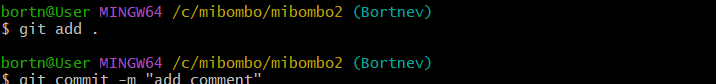 bortn@User MINGW64 /c/mibombo/mibombo2 (Bortnev)
$ git add .
bortn@User MINGW64 /c/mibombo/mibombo2 (Bortnev)
$ git commit -m "add comment"